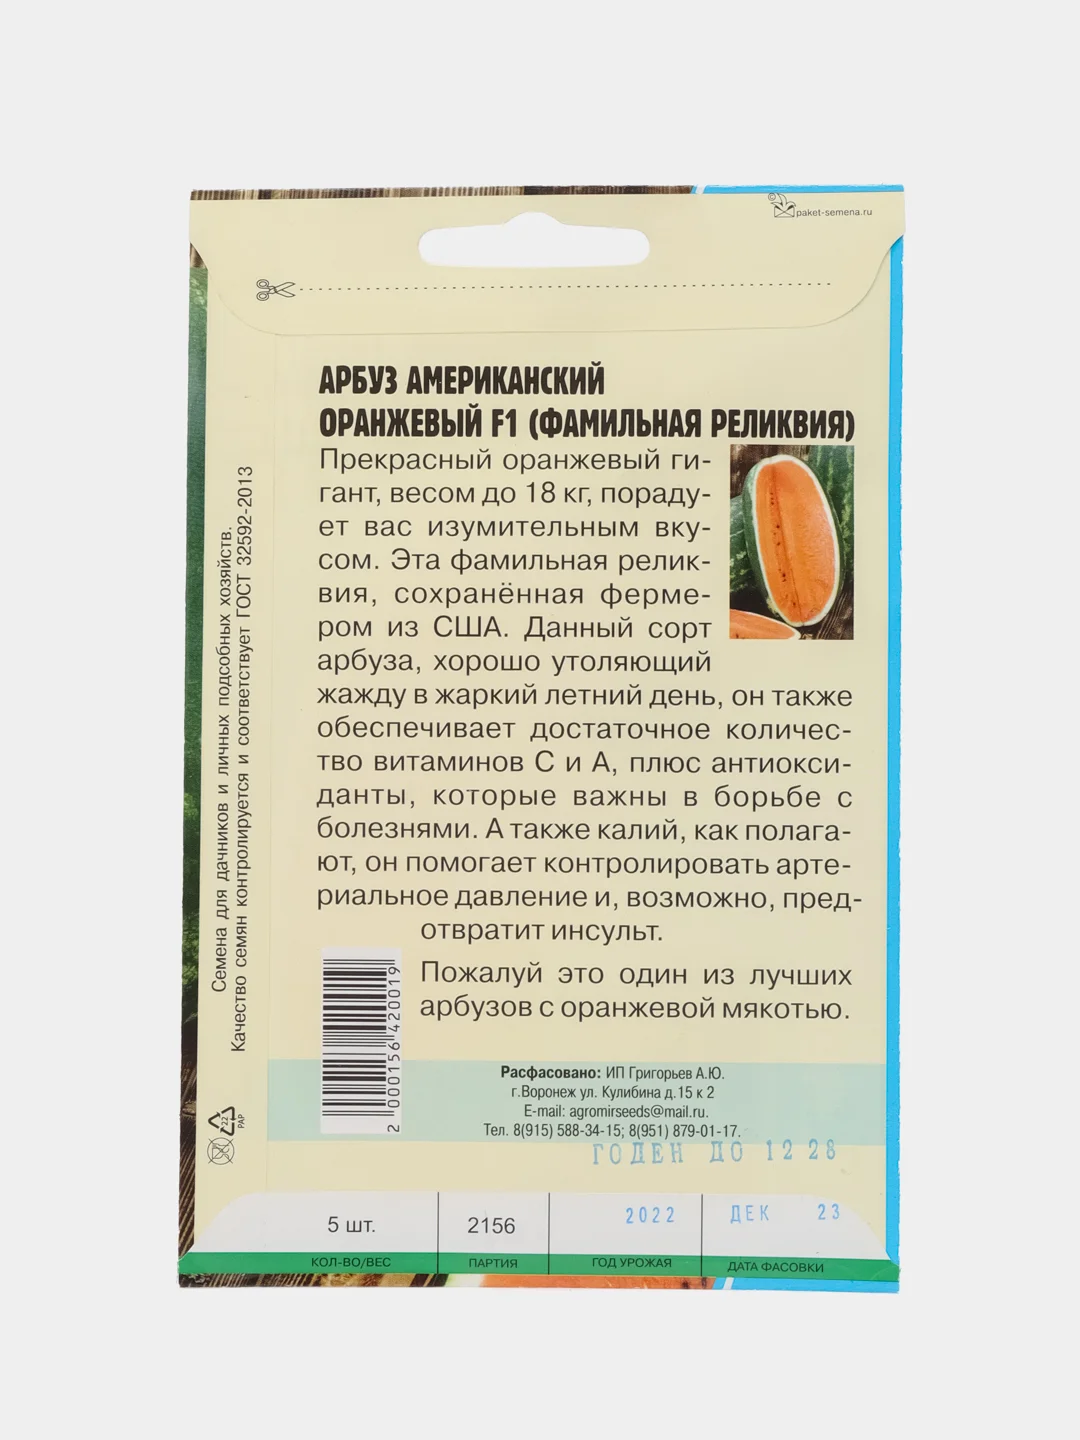 paket-semena.ru
АРБУЗ АМЕРИКАНСКИЙ
ОРАНЖЕВЫЙ F1 (ФАМИЛЬНАЯ РЕЛИКВИЯ)
Прекрасный оранжевый ги-
гант, весом до 18 кг, пораду-
ет вас изумительным вку-
сом. Эта фамильная релик-
вия, сохранённая ферме-
ром из США. Данный сорт
арбуза, хорошо утоляющий
жажду в жаркий летний день, он также
обеспечивает достаточное количес-
тво витаминов С и А, плюс антиокси-
данты, которые важны в борьбе с
болезнями. А также калий, как полага-
ют, он помогает контролировать арте-
риальное давление и, возможно, пред-
отвратит инсульт.
Пожалуй это один из лучших
арбузов с оранжевой мякотью.
Семена для дачников и личных подсобных хозяйств.
Качество семян контролируется и соответствует ГОСТ 32592-2013
2 000156 420019
22
PAP
Расфасовано: ИП Григорьев А.Ю.
г.Воронеж ул. Кулибина д.15 к 2
E-mail: agromirseeds@mail.ru.
Тел. 8(915) 588-34-15; 8(951) 879-01-17.
ГОДЕН ДО 12 28
5 шт. 2156 2022 ДЕК 23
КОЛ-ВО/ВЕС ПАРТИЯ ГОД УРОЖАЯ ДАТА ФАСОВКИ